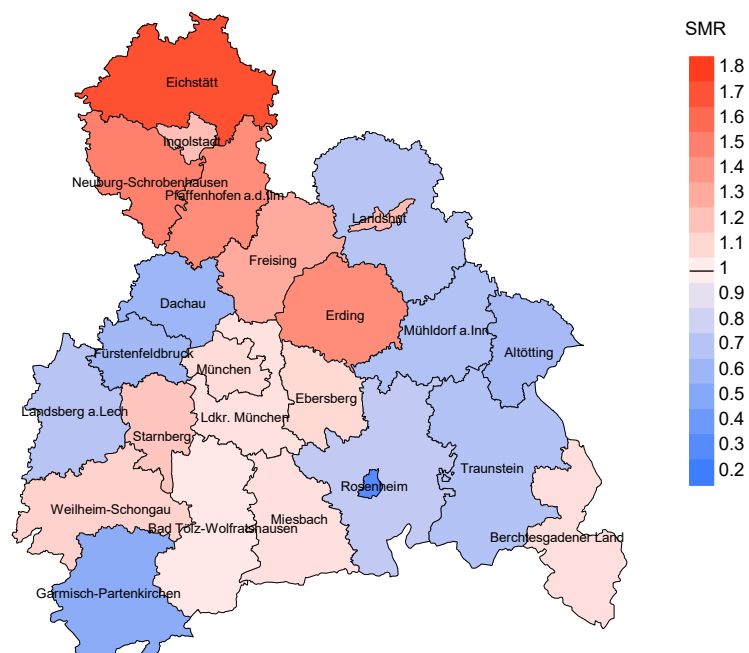 SMR
Eichstätt
1.8
1.7
1.6
Ingolstadt
1.5
Neuburg-Schrobenhausen
Pfaffenhofen a.d.Ilm
1.4
1.3
Landshut
1.2
Freising
1.1
1
Dachau
0.9
Erding
Mühldorf a.Inn
0.8
Fürstenfeldbruck
Altötting
0.7
München
0.6
Ebersberg
0.5
Landsberg a.Lech
Ldkr. München
0.4
Starnberg
0.3
Traunstein
0.2
Rosenheim
Weilheim-Schongau
Miesbach
Bad Tölz-Wolfratshausen
Berchtesgadener Land
Garmisch-Partenkirchen